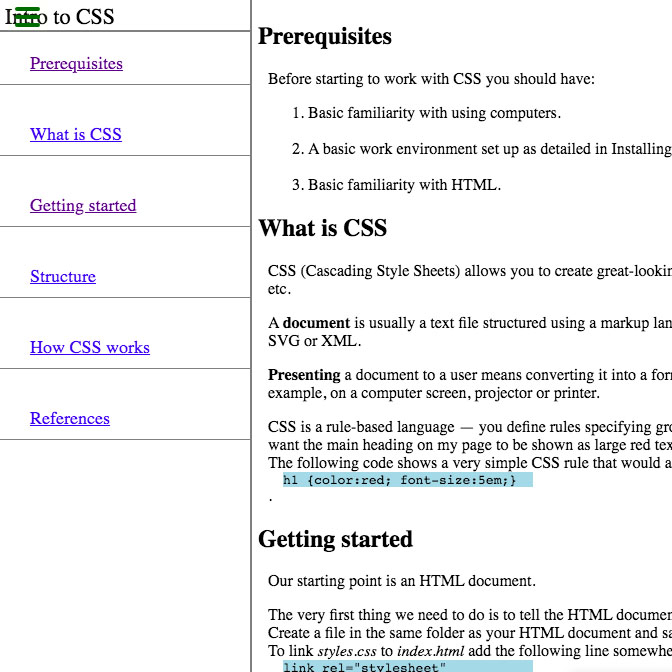 Intro to CSS
Prerequisites
What is CSS
Getting started
Structure
How CSS works
References
Prerequisites
Before starting to work with CSS you should have:
1. Basic familiarity with using computers.
2. A basic work environment set up as detailed in Installing
3. Basic familiarity with HTML.
What is CSS
CSS (Cascading Style Sheets) allows you to create great-lookin
etc.
A document is usually a text file structured using a markup lan
SVG or XML.
Presenting a document to a user means converting it into a for
example, on a computer screen, projector or printer.
CSS is a rule-based language — you define rules specifying gro
want the main heading on my page to be shown as large red tex
The following code shows a very simple CSS rule that would a
h1 {color:red; font-size:5em;}
.
Getting started
Our starting point is an HTML document.
The very first thing we need to do is to tell the HTML documen
Create a file in the same folder as your HTML document and sa
To link styles.css to index.html add the following line somewhe
link rel="stylesheet"